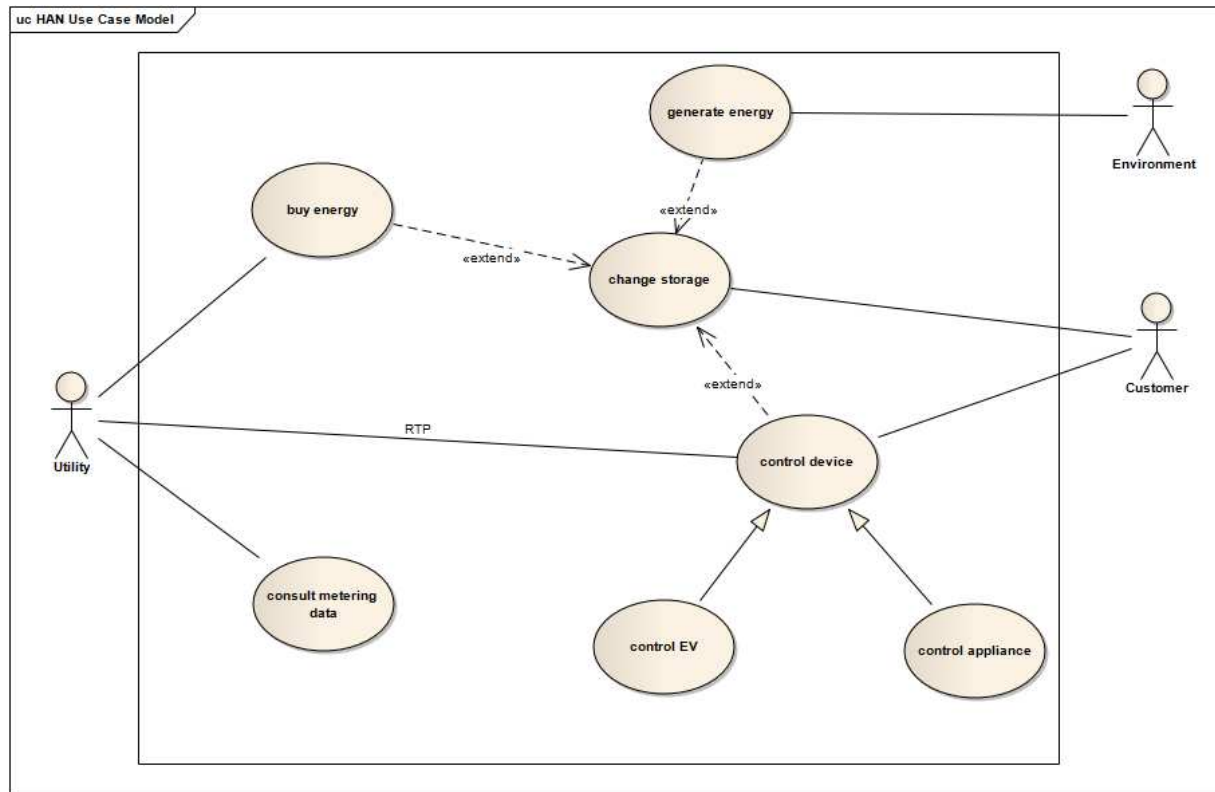 uc HAN Use Case Model
generate energy
Environment
buy energy
«extend»
«extend»
change storage
«extend»
Customer
RTP
Utility
control device
consult metering
data
control EV
control appliance